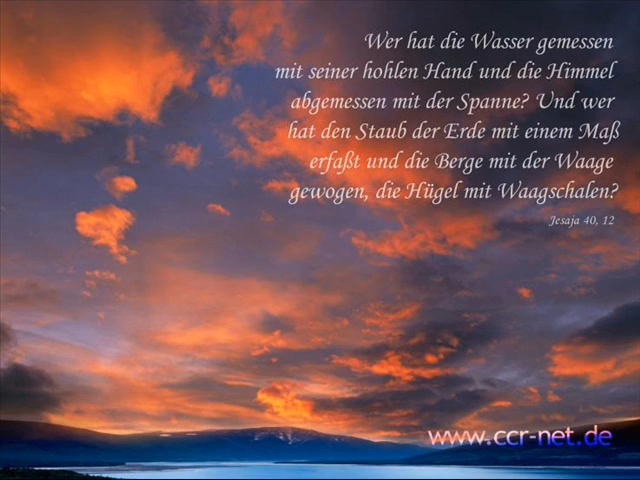 Wer hat die Wasser gemessen
mit seiner hohlen Hand und die Himmel
abgemessen mit der Spanne? Und wer
hat den Staub der Erde mit einem Maß
erfaßt und die Berge mit der Waage
gewogen, die Hügel mit Waagschalen?
Jesaja 40, 12
www.ccr-net.de